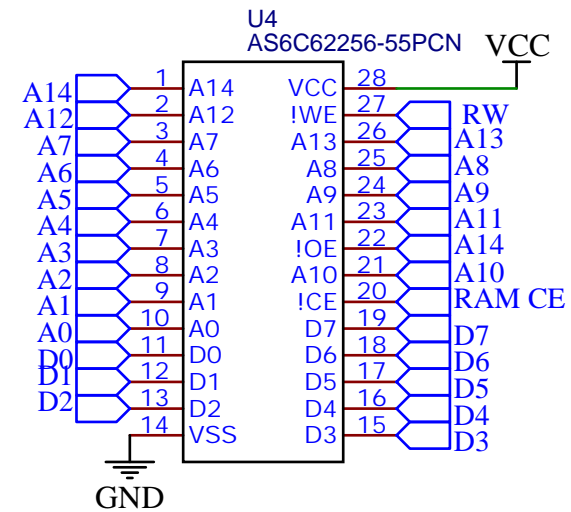 U4
AS6C62256-55PCN
VCC
A14 1 A14 VCC 28
A12 2 A12 !WE 27 RW
A7 3 A7 A13 26 A13
A6 4 A6 A8 25 A8
A5 5 A5 A9 24 A9
A4 6 A4 A11 23 A11
A3 7 A3 !OE 22 A14
A2 8 A2 A10 21 A10
A1 9 A1 !CE 20 RAM CE
A0 10 A0 D7 19 D7
D0 11 D0 D6 18 D6
D1 12 D1 D5 17 D5
D2 13 D2 D4 16 D4
14 VSS D3 15 D3
GND